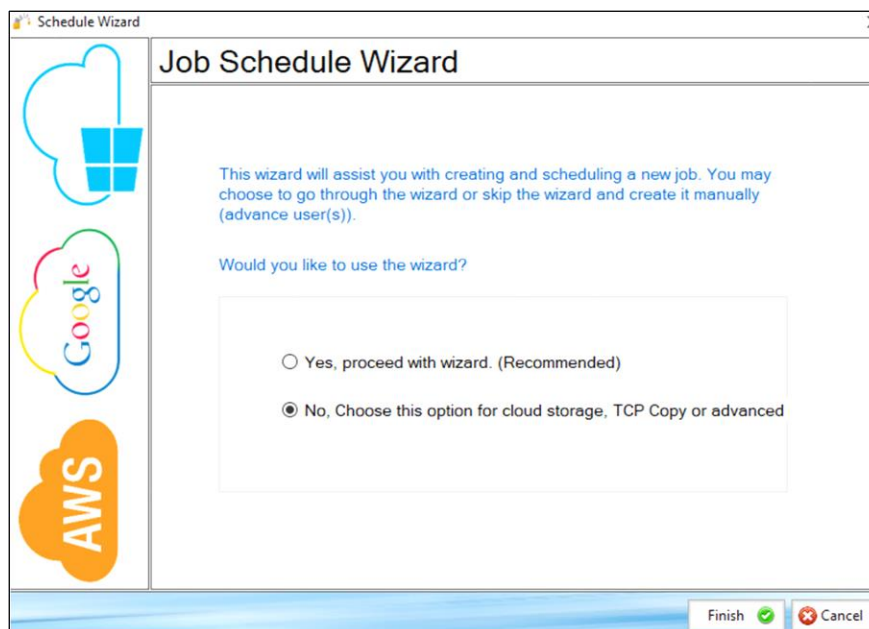 Schedule Wizard
Job Schedule Wizard
This wizard will assist you with creating and scheduling a new job. You may
choose to go through the wizard or skip the wizard and create it manually
(advance user(s)).
Would you like to use the wizard?
Yes, proceed with wizard. (Recommended)
No, Choose this option for cloud storage, TCP Copy or advanced
Google
AWS
Finish
Cancel